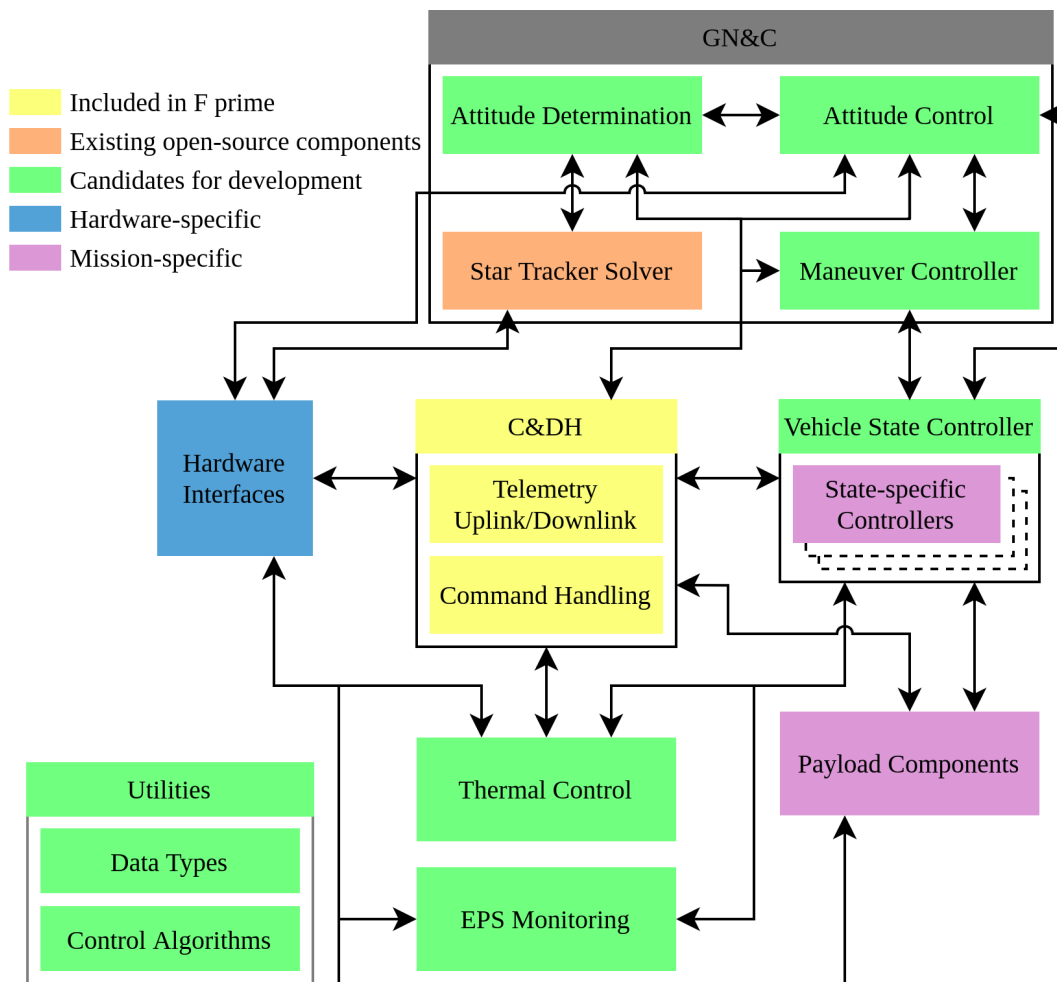 GN&C
Included in F prime
Existing open-source components
Candidates for development
Hardware-specific
Mission-specific
Attitude Determination
Attitude Control
Star Tracker Solver
Maneuver Controller
Hardware
Interfaces
C&DH
Telemetry
Uplink/Downlink
Command Handling
Vehicle State Controller
State-specific
Controllers
Thermal Control
Payload Components
EPS Monitoring
Utilities
Data Types
Control Algorithms